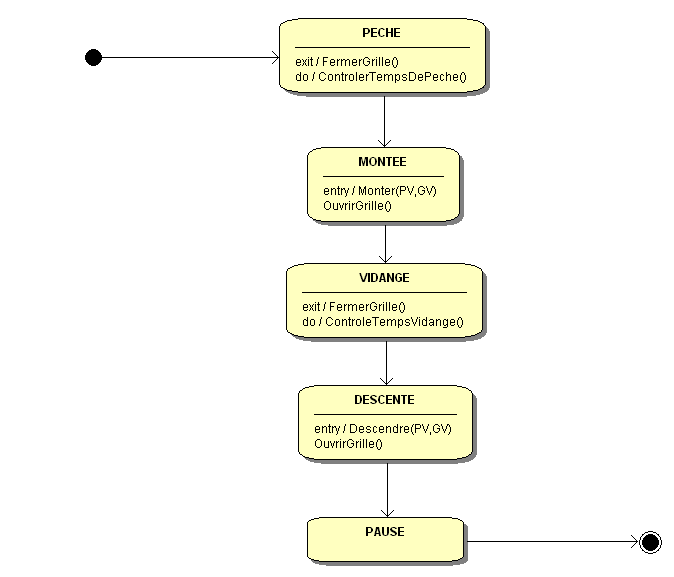 PECHE
exit / FermerGrille()
do / ControlerTempsDePeche()
MONTEE
entry / Monter(PV,GV)
OuvrirGrille()
VIDANGE
exit / FermerGrille()
do / ControleTempsVidange()
DESCENTE
entry / Descendre(PV,GV)
OuvrirGrille()
PAUSE